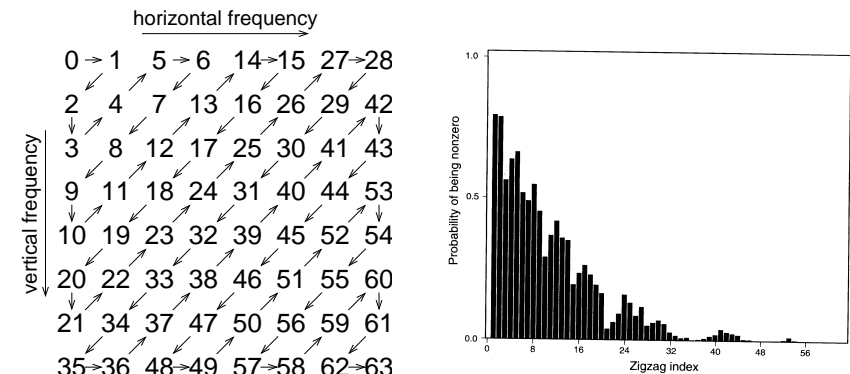 horizontal frequency
0 1 5 6 14 15 27 28
2 4 7 13 16 26 29 42
3 8 12 17 25 30 41 43
9 11 18 24 31 40 44 53
10 19 23 32 39 45 52 54
20 22 33 38 46 51 55 60
21 34 37 47 50 56 59 61
35 36 48 49 57 58 62 63
vertical frequency
1.0
0.5
0.0
Probability of being nonzero
0 8 16 24 32 40 48 56
Zigzag index